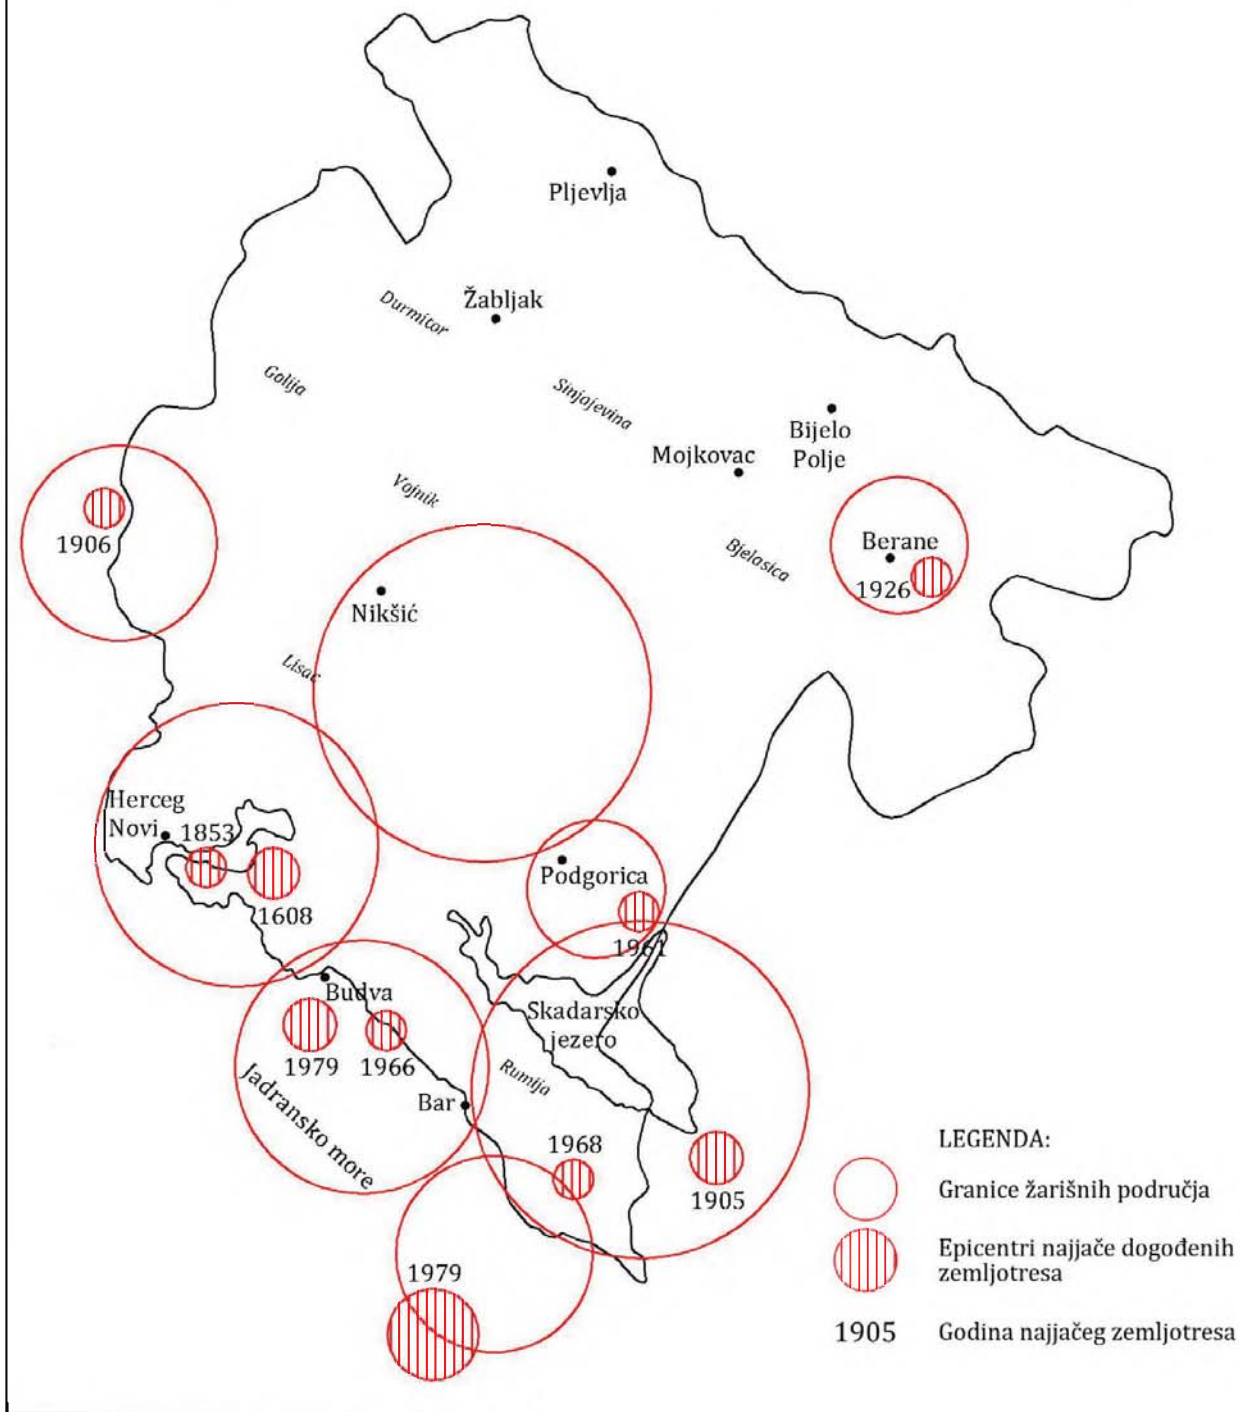 Pljevlja
Žabljak
Durmitor
Golija
Sinjajevina
Bijelo
Polje
Mojkovac
Vojnik
1906
Berane
1926
Bjelasica
Nikšić
Lisac
Herceg
Novi
1853
1608
Podgorica
1961
Budva
1979
1966
Skadarsko
jezero
Rumija
Bar
Jadransko more
1968
1905
1979
LEGENDA:
Granice žarišnih područja
Epicentri najjače dogođenih
zemljotresa
1905 Godina najjačeg zemljotresa